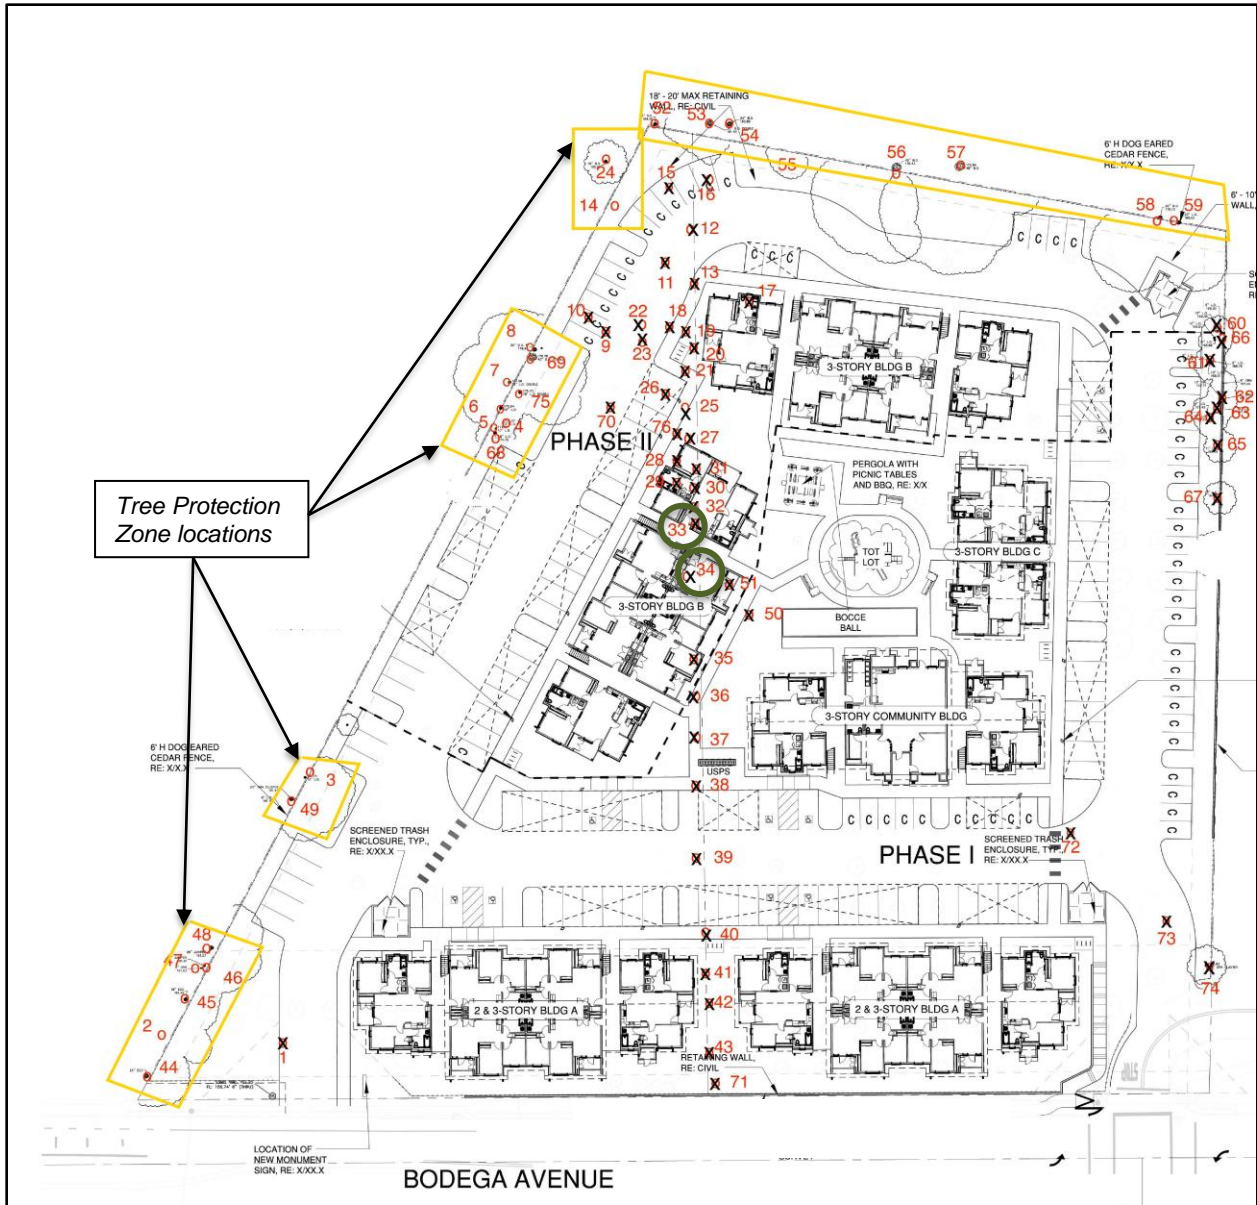 18' - 20' MAX RETAINING
WALL, RE: CIVIL
52
53
54
55
56
57
6' H DOG EARED
CEDAR FENCE,
RE: X/X.X
58
59
6' - 10'
WALL,
24
14
15
16
12
11
13
17
10
9
22
23
18
19
20
21
8
69
7
75
6
5
4
68
26
25
70
76
27
28
31
29
30
32
33
34
51
50
60
66
61
62
63
64
65
67
C C C
C C C C
3-STORY BLDG B
PHASE II
PERGOLA WITH
PICNIC TABLES
AND BBQ, RE: X/X
Tree Protection
Zone locations
TOT
LOT
3-STORY BLDG C
3-STORY BLDG B
BOCCE
BALL
35
36
37
38
39
3-STORY COMMUNITY BLDG
USPS
6' H DOG EARED
CEDAR FENCE,
RE: X/X.X
3
49
SCREENED TRASH
ENCLOSURE, TYP.,
RE: X/XX.X
C C C C C C C
PHASE I
SCREENED TRASH
ENCLOSURE, TYP.,
RE: X/XX.X
72
73
74
48
47
46
45
2
44
1
40
41
42
43
71
2 & 3-STORY BLDG A
2 & 3-STORY BLDG A
RETAINING WALL,
RE: CIVIL
STOP
LOCATION OF
NEW MONUMENT
SIGN, RE: X/XX.X
BODEGA AVENUE